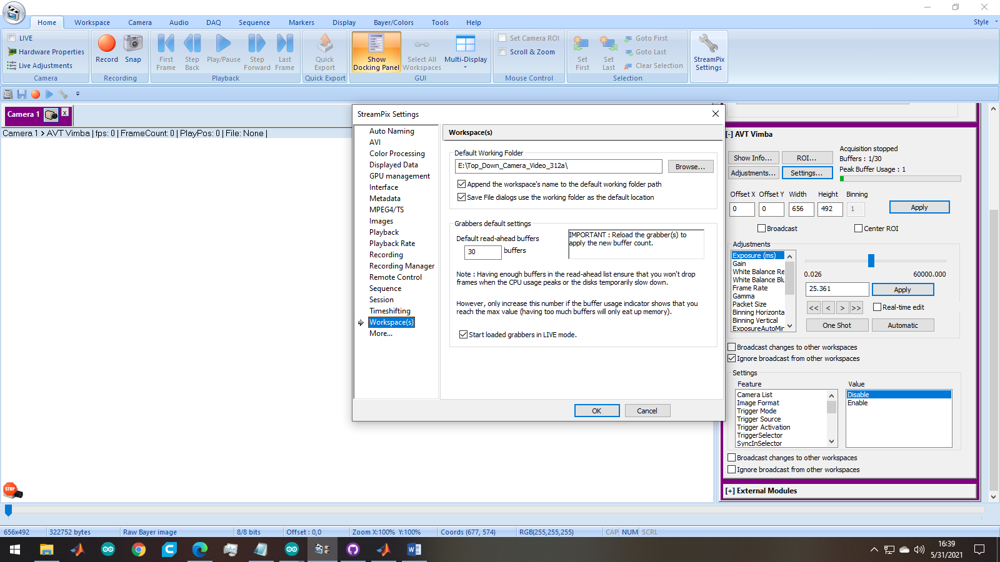 Home Workspace Camera Audio DAQ Sequence Markers Display Bayer/Colors Tools Help Style
LIVE
Hardware Properties
Live Adjustments
Camera
Record
Snap
Recording
First Frame
Step Back
Play/Pause
Step Forward
Last Frame
Playback
Quick Export
Quick Export
Show Docking Panel
Select All Workspaces
Multi-Display
GUI
Set Camera ROI
Scroll & Zoom
Mouse Control
Set First
Set Last
Goto First
Goto Last
Clear Selection
Selection
StreamPix Settings
Camera 1 x
Camera 1 > AVT Vimba | fps: 0 | FrameCount: 0 | PlayPos: 0 | File: None |
STOP
StreamPix Settings
Auto Naming
AVI
Color Processing
Displayed Data
GPU management
Interface
Metadata
MPEG4/TS
Images
Playback
Playback Rate
Recording
Recording Manager
Remote Control
Sequence
Session
Timeshifting
Workspace(s)
More...
Workspace(s)
Default Working Folder
E:\Top_Down_Camera_Video_312a\
Browse...
Append the workspace's name to the default working folder path
Save File dialogs use the working folder as the default location
Grabbers default settings
Default read-ahead buffers
30 buffers
IMPORTANT : Reload the grabber(s) to
apply the new buffer count.
Note : Having enough buffers in the read-ahead list ensure that you won't drop
frames when the CPU usage peaks or the disks temporarily slow down.
However, only increase this number if the buffer usage indicator shows that you
reach the max value (having too much buffers will only eat up memory).
Start loaded grabbers in LIVE mode.
OK Cancel
[-] AVT Vimba
Show Info... ROI...
Adjustments... Settings...
Acquisition stopped
Buffers : 1/30
Peak Buffer Usage : 1
Offset X Offset Y Width Height Binning
0 0 656 492 1 Apply
Broadcast Center ROI
Adjustments
Exposure (ms)
Gain
White Balance Re
White Balance Blu
Frame Rate
Gamma
Packet Size
Binning Horizonta
Binning Vertical
ExposureAutoMin
0.026 60000.000
25.361 Apply
<< < > >> Real-time edit
One Shot Automatic
Broadcast changes to other workspaces
Ignore broadcast from other workspaces
Settings
Feature Value
Camera List
Image Format
Trigger Mode
Trigger Source
Trigger Activation
TriggerSelector
SyncInSelector
Disable
Enable
Broadcast changes to other workspaces
Ignore broadcast from other workspaces
[+] External Modules
656x492 322752 bytes Raw Bayer image 8/8 bits Offset : 0,0 Zoom X:100% Y:100% Coords (677, 574) RGB(255,255,255) CAP NUM SCRL
16:39
5/31/2021